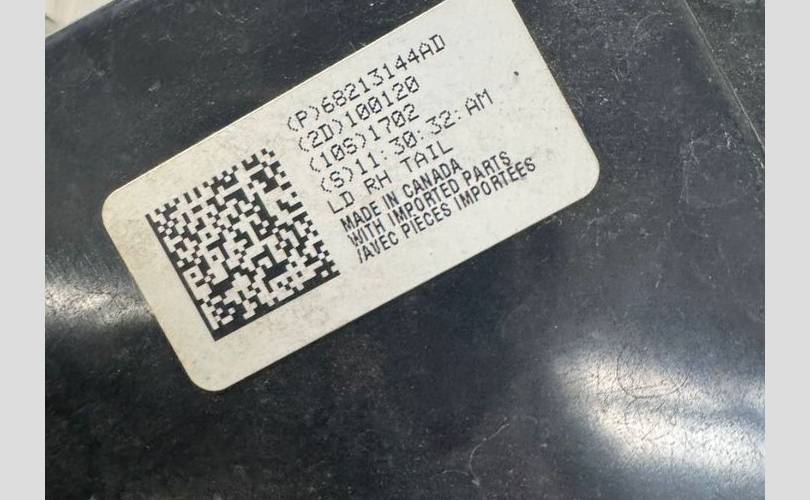 (P)68213144AD
(2D)100120
(10S)1702
(S)11:30:32:AM
LD RH TAIL
MADE IN CANADA
WITH IMPORTED PARTS
/AVEC PIECES IMPORTEES